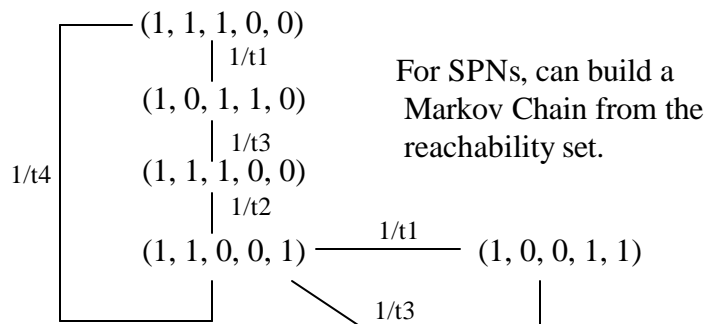 (1, 1, 1, 0, 0)
1/t1
For SPNs, can build a
Markov Chain from the
reachability set.
(1, 0, 1, 1, 0)
1/t3
1/t4
(1, 1, 1, 0, 0)
1/t2
(1, 1, 0, 0, 1)
1/t1
(1, 0, 0, 1, 1)
1/t3